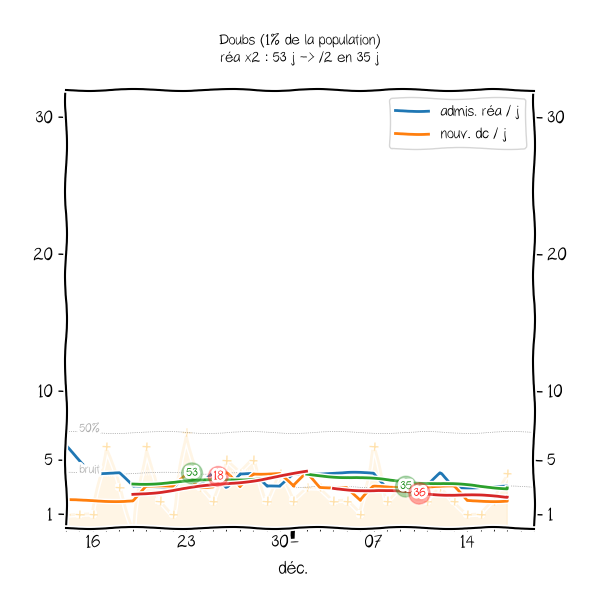 Doubs (1% de la population)
réa x2 : 53 j -> /2 en 35 j
admis. réa / j
nouv. dc / j
30 30
20 20
10 10
50%
5 5
bruit
53 18 35 36
1 1
16 23 30 07 14
déc.